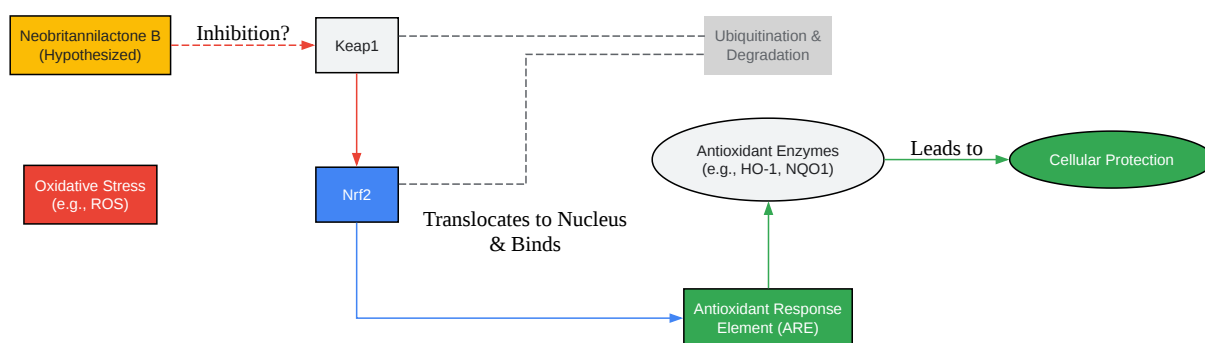 Neobritannilactone B
(Hypothesized)
Inhibition?
Keap1
Ubiquitination &
Degradation
Antioxidant Enzymes
(e.g., HO-1, NQO1)
Leads to
Cellular Protection
Oxidative Stress
(e.g., ROS)
Nrf2
Translocates to Nucleus
& Binds
Antioxidant Response
Element (ARE)